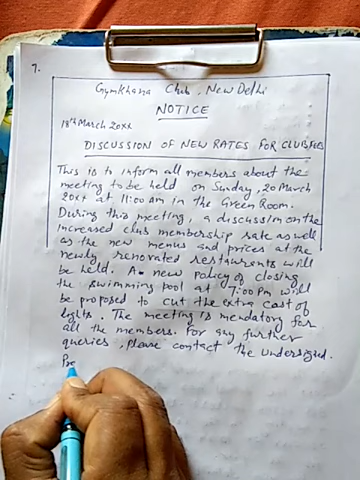 7.
Gymkhana Club, New Delhi
NOTICE
18th March 20xx
DISCUSSION OF NEW RATES FOR CLUB FEES
This is to inform all members about the
meeting to be held on Sunday, 20 March
20xx at 11:00 am in the Green Room.
During this meeting, a discussion on the
increased club membership rate as well
as the new menus and prices at the
newly renovated restaurants will
be held. A new policy of closing
the swimming pool at 7:00 Pm will
be proposed to cut the extra cost of
lights. The meeting is mendatory for
all the members. For any further
queries, please contact the undersigned.
Pre